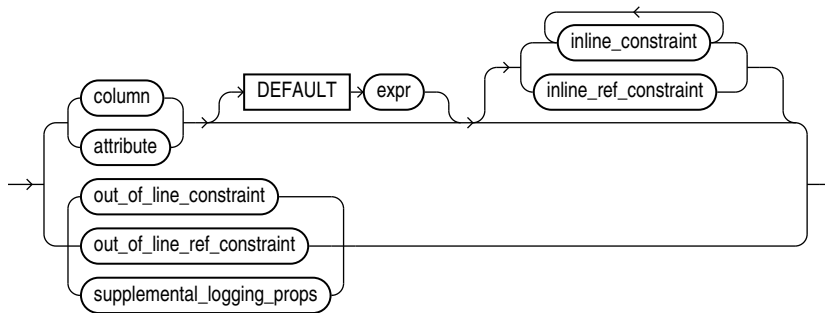 inline_constraint
inline_ref_constraint
column
DEFAULT
expr
attribute
out_of_line_constraint
out_of_line_ref_constraint
supplemental_logging_props